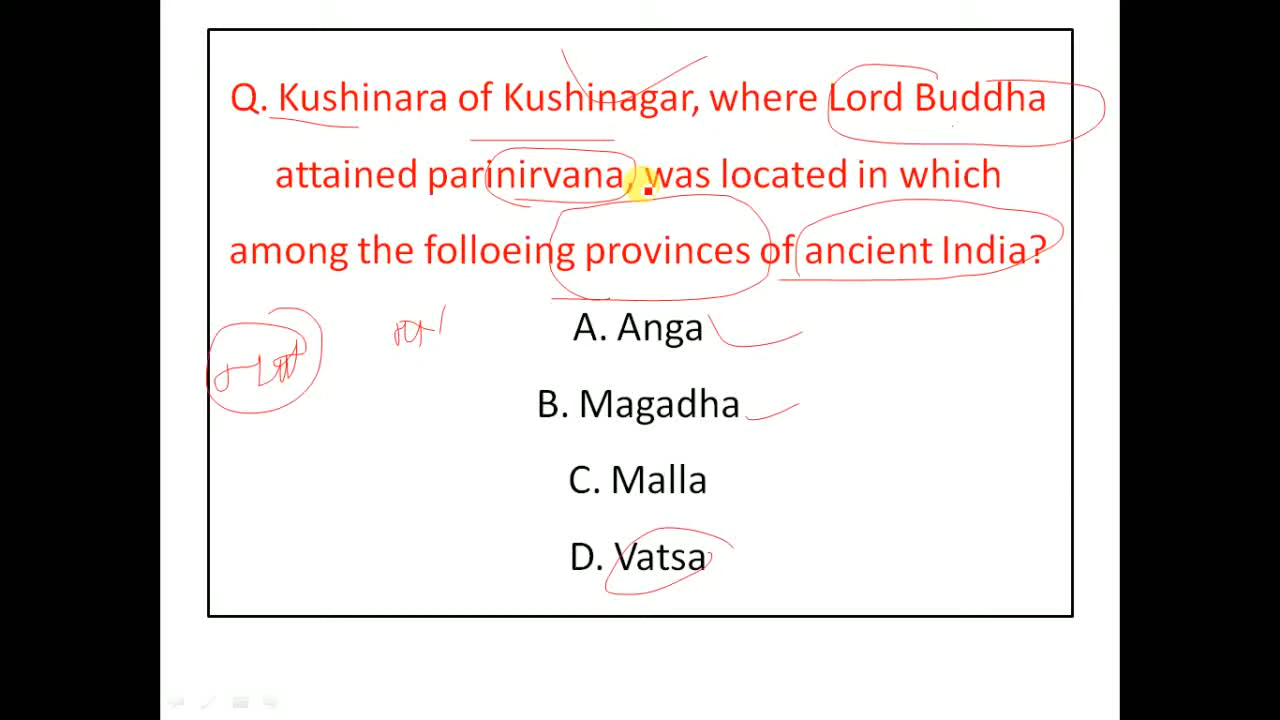 Q. Kushinara of Kushinagar, where Lord Buddha
attained parinirvana, was located in which
among the folloeing provinces of ancient India?
A. Anga
B. Magadha
C. Malla
D. Vatsa